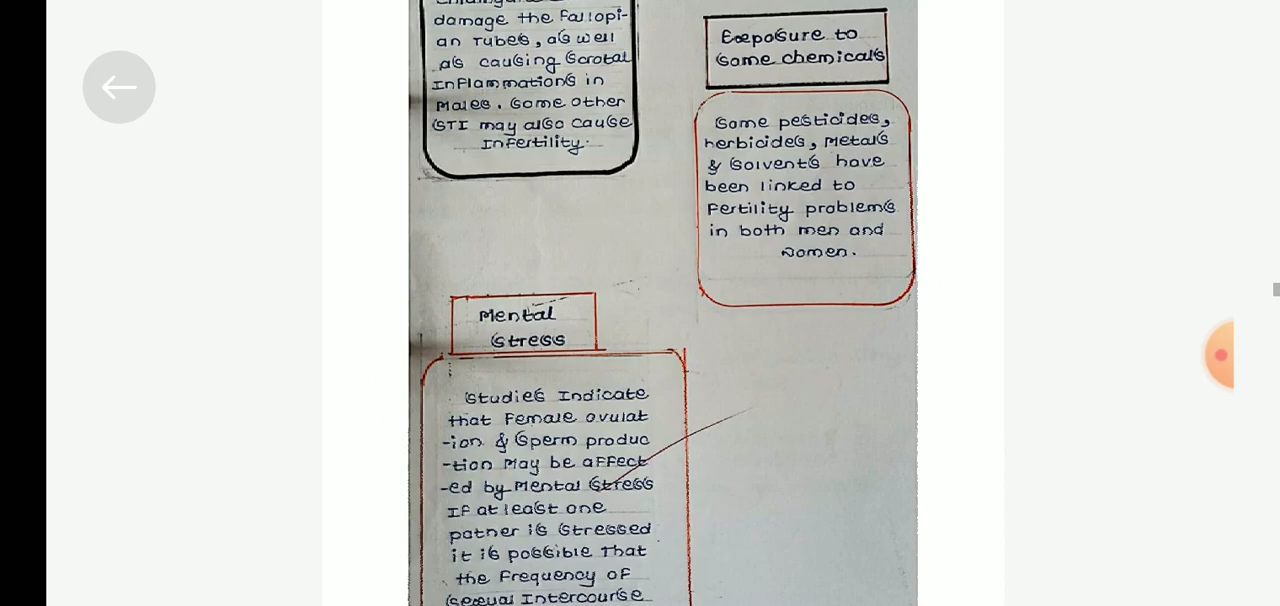 damage the Fallopi-
an Tubes, as well
as causing Scrotal
Inflammations in
Males. Some other
STI may also cause
Infertility.
Exposure to
Some chemicals
Some pesticides,
herbicides, Metals
& Solvents have
been linked to
Fertility problems
in both men and
women.
Mental
Stress
Studies Indicate
that Female ovulat
-ion & Sperm produc
-tion May be affect
-ed by Mental Stress
If at least one
patner is Stressed
it is possible That
the Frequency of
Sexual Intercourse